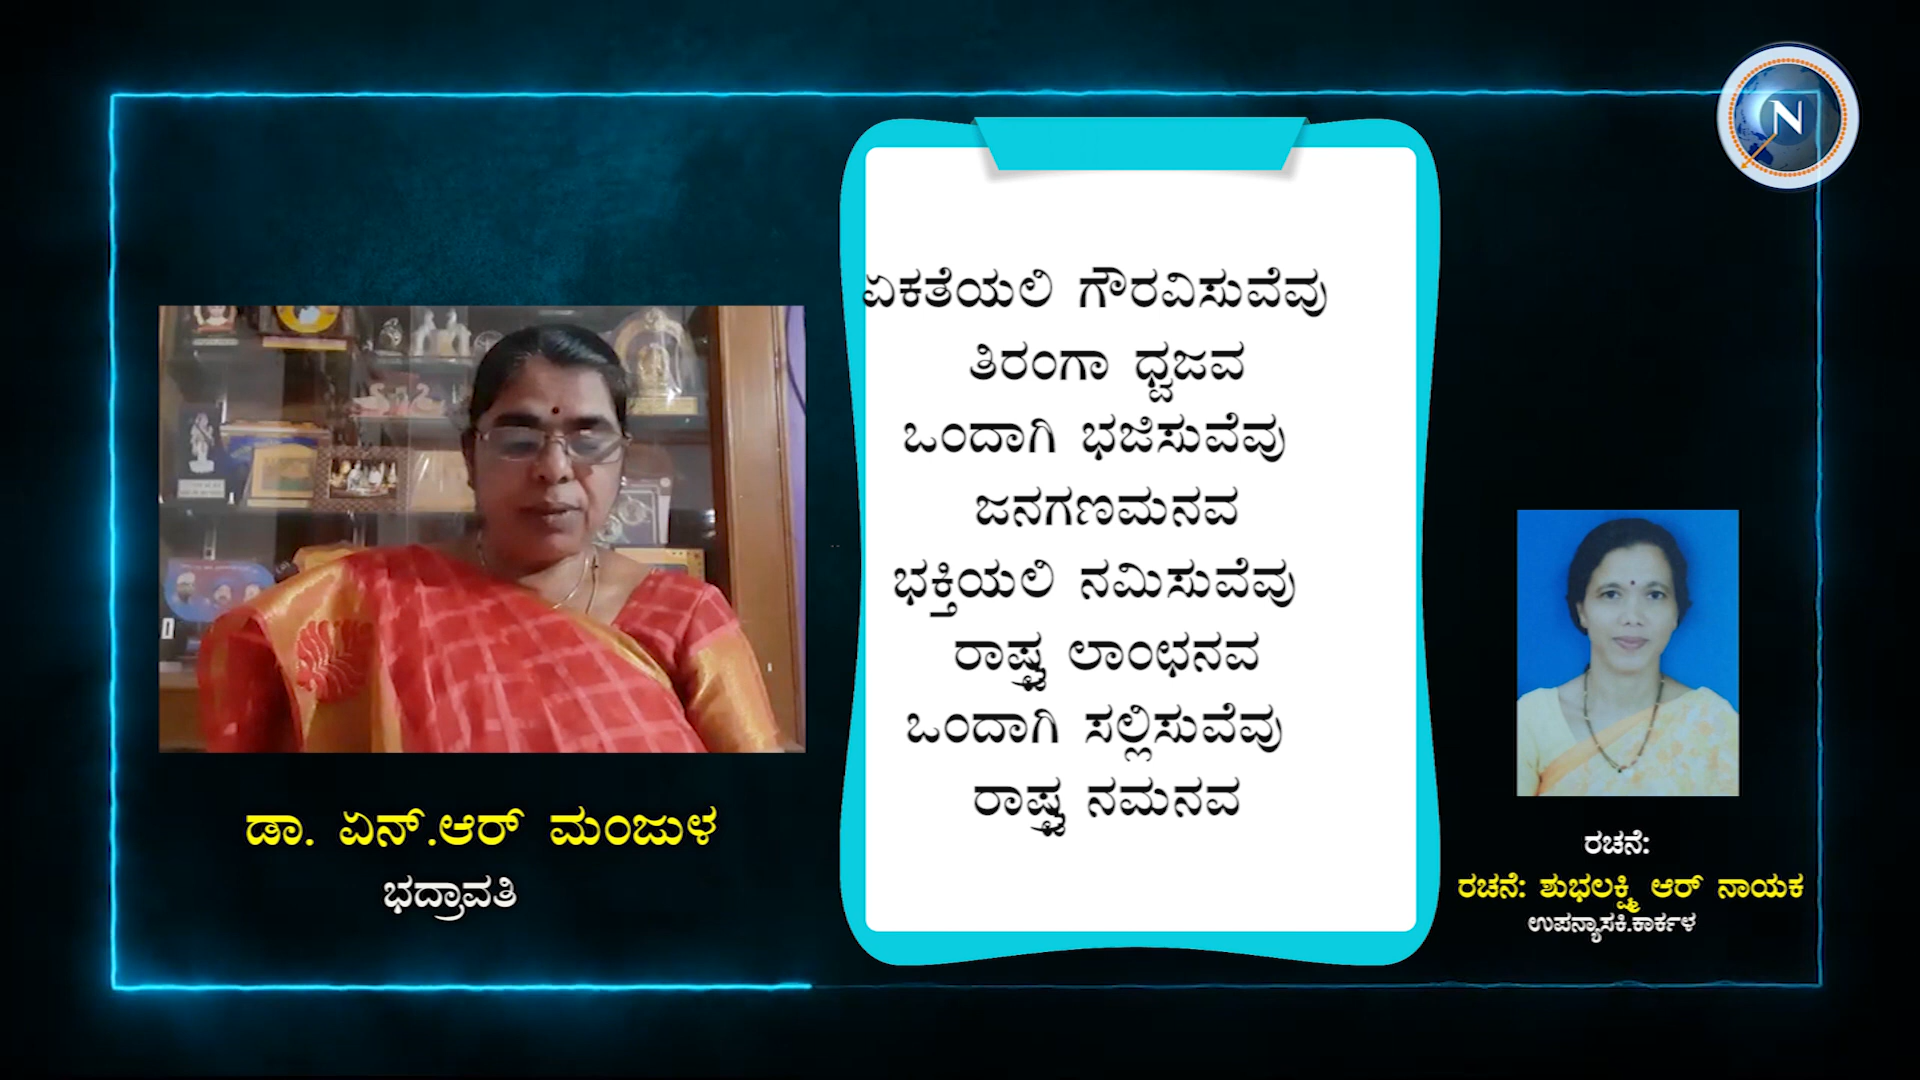 ಏಕತೆಯಲಿ ಗೌರವಿಸುವೆವು
ತಿರಂಗಾ ಧ್ವಜವ
ಒಂದಾಗಿ ಭಜಿಸುವೆವು
ಜನಗಣಮನವ
ಭಕ್ತಿಯಲಿ ನಮಿಸುವೆವು
ರಾಷ್ಟ್ರ ಲಾಂಛನವ
ಒಂದಾಗಿ ಸಲ್ಲಿಸುವೆವು
ರಾಷ್ಟ್ರ ನಮನವ
ಡಾ. ಏನ್.ಆರ್ ಮಂಜುಳ
ಭದ್ರಾವತಿ
ರಚನೆ:
ರಚನೆ: ಶುಭಲಕ್ಷ್ಮಿ ಆರ್ ನಾಯಕ
ಉಪನ್ಯಾಸಕಿ.ಕಾರ್ಕಳ
N